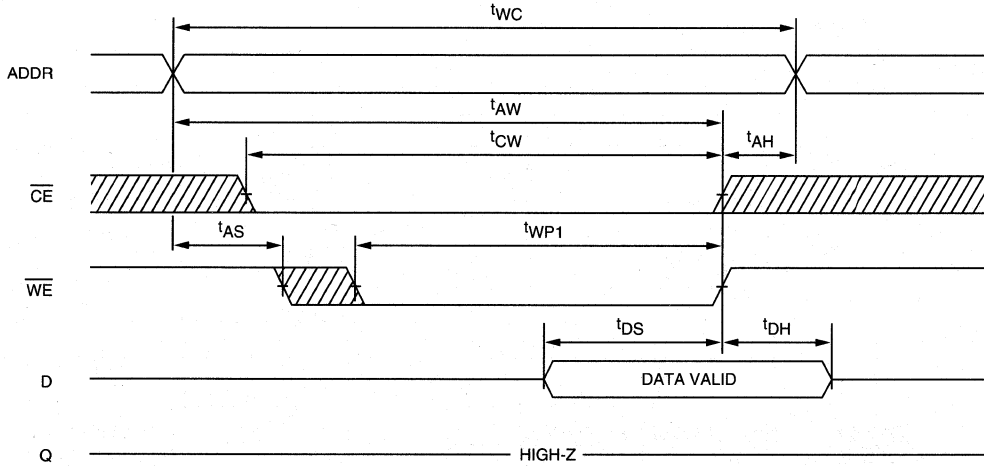 tWC
ADDR
tAW
tCW
tAH
CE
tAS
tWP1
WE
tDS
tDH
D
DATA VALID
Q
HIGH-Z